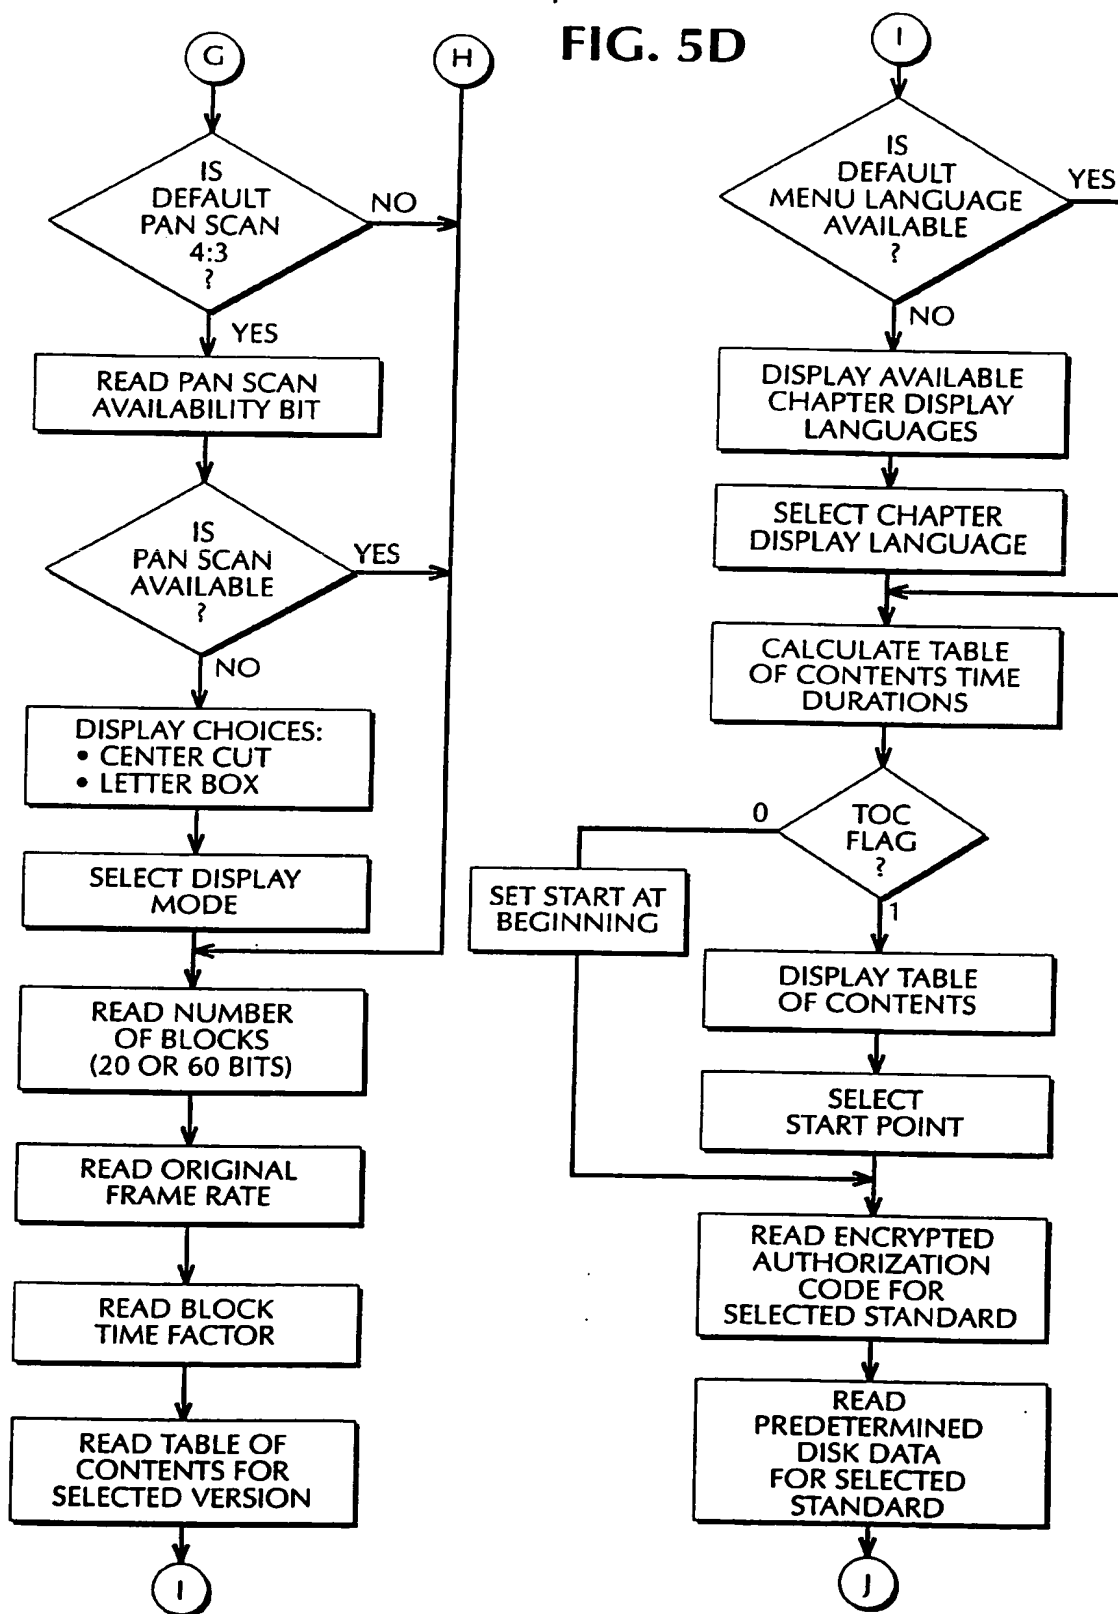 FIG. 5D
G
H
IS
DEFAULT
PAN SCAN
4:3
?
NO
YES
READ PAN SCAN
AVAILABILITY BIT
IS
PAN SCAN
AVAILABLE
?
YES
NO
DISPLAY CHOICES:
• CENTER CUT
• LETTER BOX
SELECT DISPLAY
MODE
READ NUMBER
OF BLOCKS
(20 OR 60 BITS)
READ ORIGINAL
FRAME RATE
READ BLOCK
TIME FACTOR
READ TABLE OF
CONTENTS FOR
SELECTED VERSION
I
I
IS
DEFAULT
MENU LANGUAGE
AVAILABLE
?
YES
NO
DISPLAY AVAILABLE
CHAPTER DISPLAY
LANGUAGES
SELECT CHAPTER
DISPLAY LANGUAGE
CALCULATE TABLE
OF CONTENTS TIME
DURATIONS
TOC
FLAG
?
0
1
SET START AT
BEGINNING
DISPLAY TABLE
OF CONTENTS
SELECT
START POINT
READ ENCRYPTED
AUTHORIZATION
CODE FOR
SELECTED STANDARD
READ
PREDETERMINED
DISK DATA
FOR SELECTED
STANDARD
J